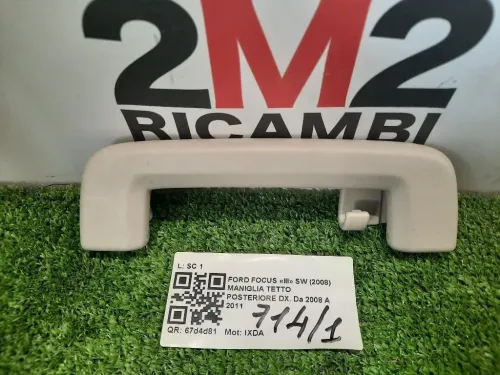 2M2
RICAMBI
L: SC 1
FORD FOCUS «III» SW (2008)
MANIGLIA TETTO
POSTERIORE DX. Da 2008 A
2011
714/1
QR: 67d4d81 Mot: IXDA